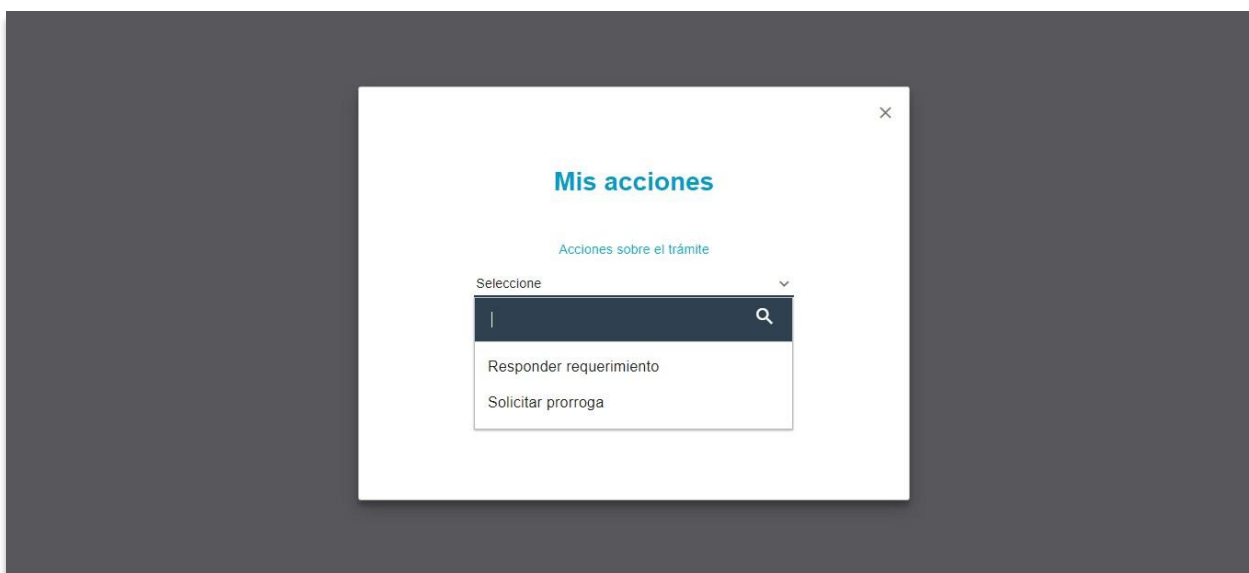 Mis acciones
Acciones sobre el trámite
Seleccione
Responder requerimiento
Solicitar prorroga